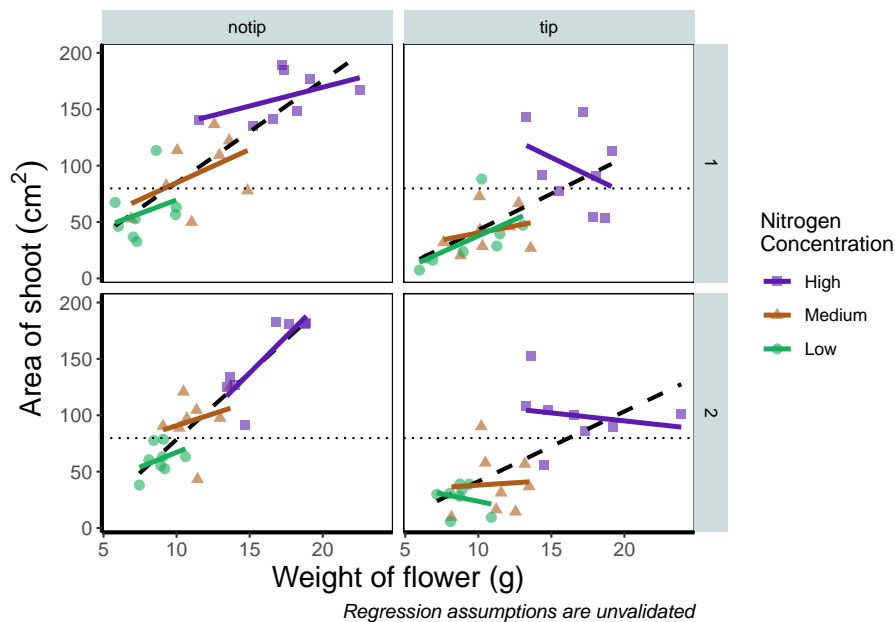 notip tip
200
150
100
50
0
1
200
150
100
50
0
2
5 10 15 20 5 10 15 20
Area of shoot (cm²)
Weight of flower (g)
Regression assumptions are unvalidated
Nitrogen
Concentration
High
Medium
Low